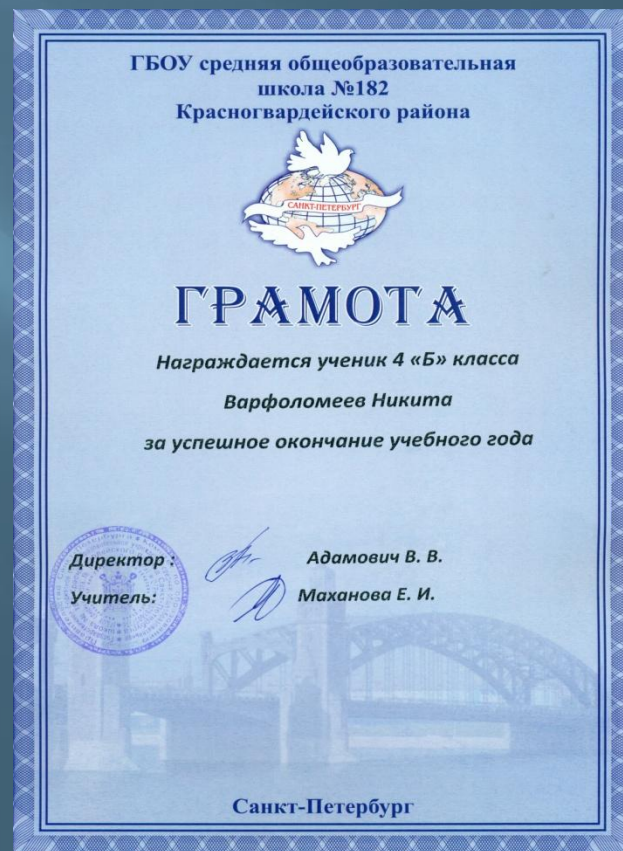 ГБОУ средняя общеобразовательная
школа №182
Красногвардейского района
САНКТ-ПЕТЕРБУРГ
ГРАМОТА
Награждается ученик 4 «Б» класса
Варфоломеев Никита
за успешное окончание учебного года
Директор : Адамович В. В.
Учитель: Маханова Е. И.
Санкт-Петербург